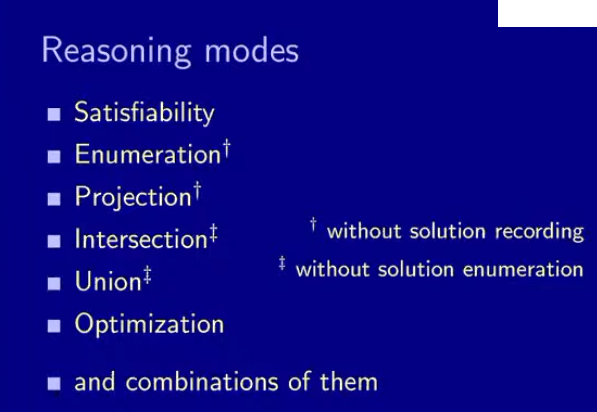 Reasoning modes
■ Satisfiability
■ Enumeration†
■ Projection†
■ Intersection‡
† without solution recording
■ Union‡
‡ without solution enumeration
■ Optimization
■ and combinations of them